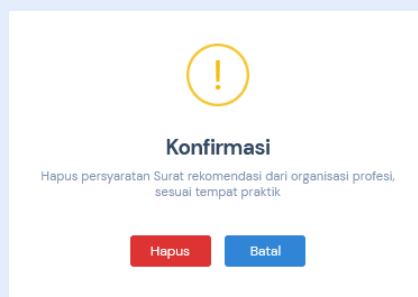 Konfirmasi
Hapus persyaratan Surat rekomendasi dari organisasi profesi,
sesuai tempat praktik
Hapus
Batal